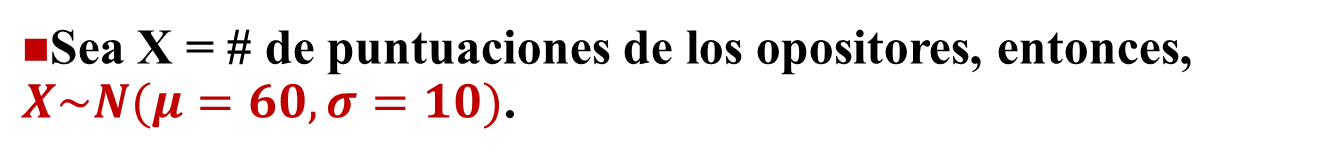 ■Sea X = # de puntuaciones de los opositores, entonces,
X~N(μ = 60, σ = 10).